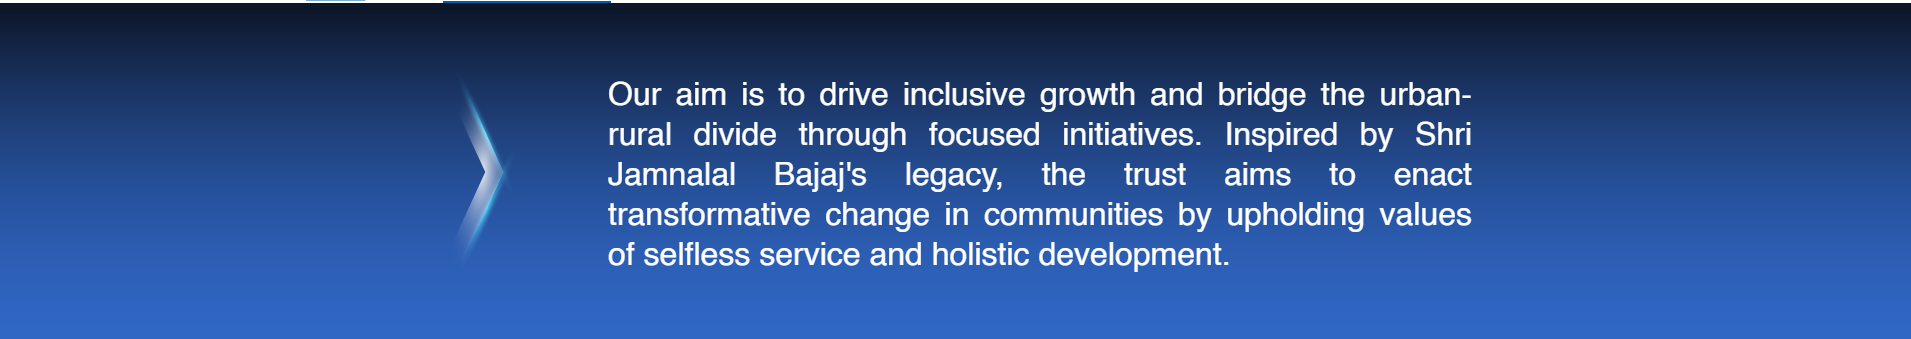 Our aim is to drive inclusive growth and bridge the urban-
rural divide through focused initiatives. Inspired by Shri
Jamnalal Bajaj's legacy, the trust aims to enact
transformative change in communities by upholding values
of selfless service and holistic development.